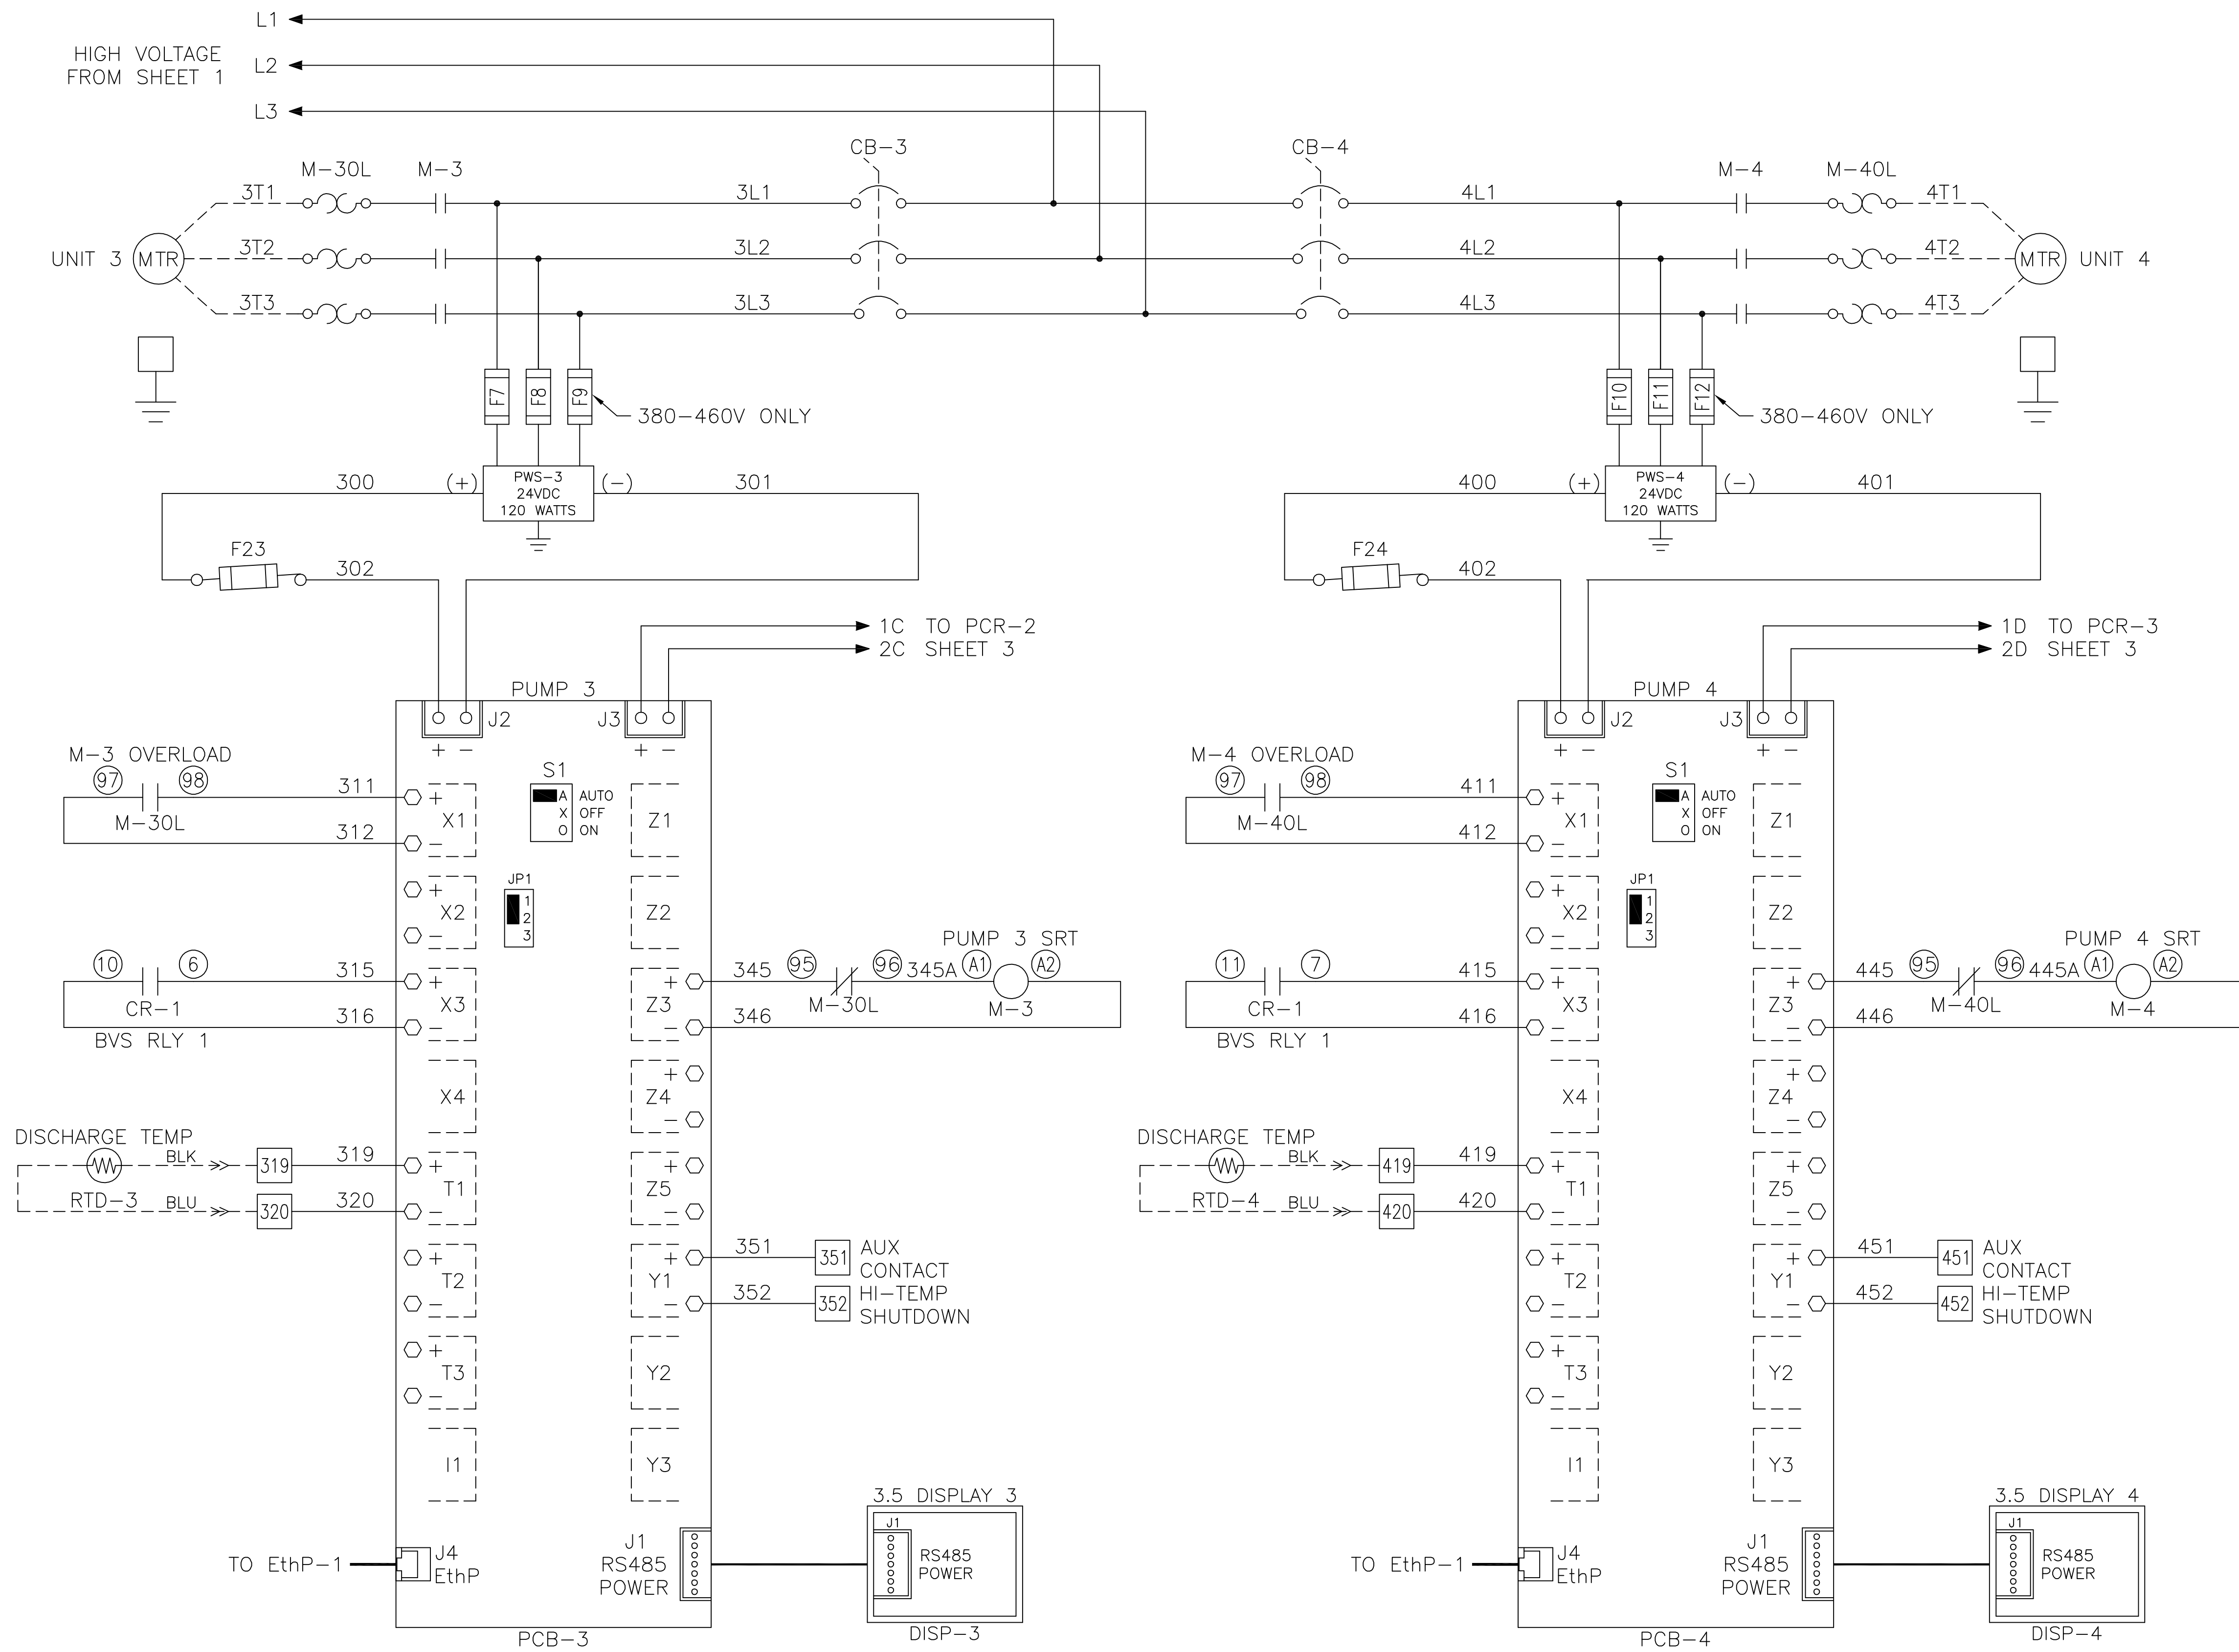 L1
HIGH VOLTAGE
FROM SHEET 1
L2
L3
CB-3
CB-4
M-30L
M-3
M-4
M-40L
3T1
3L1
4L1
4T1
UNIT 3
MTR
3T2
3L2
4L2
4T2
MTR
UNIT 4
3T3
3L3
4L3
4T3
F7
F8
F9
380-460V ONLY
F10
F11
F12
380-460V ONLY
300
(+)
PWS-3
24VDC
120 WATTS
(-)
301
400
(+)
PWS-4
24VDC
120 WATTS
(-)
401
F23
302
F24
402
1C TO PCR-2
2C SHEET 3
1D TO PCR-3
2D SHEET 3
PUMP 3
J2
J3
+ -
+ -
M-3 OVERLOAD
97
98
311
M-30L
312
+
X1
-
S1
A AUTO
X OFF
O ON
Z1
JP1
1
2
3
+
X2
-
Z2
10
6
315
CR-1
316
BVS RLY 1
+
X3
-
+
Z3
-
PUMP 3 SRT
345
95
96
345A
A1
A2
M-30L
M-3
346
X4
+
Z4
-
DISCHARGE TEMP
BLK
319
319
RTD-3
BLU
320
320
+
T1
-
+
Z5
-
+
T2
-
+
Y1
-
351
351
AUX
CONTACT
352
352
HI-TEMP
SHUTDOWN
+
T3
-
Y2
I1
Y3
3.5 DISPLAY 3
J1
RS485
POWER
TO EthP-1
J4
EthP
J1
RS485
POWER
PCB-3
DISP-3
PUMP 4
J2
J3
+ -
+ -
M-4 OVERLOAD
97
98
411
M-40L
412
+
X1
-
S1
A AUTO
X OFF
O ON
Z1
JP1
1
2
3
+
X2
-
Z2
11
7
415
CR-1
416
BVS RLY 1
+
X3
-
+
Z3
-
PUMP 4 SRT
445
95
96
445A
A1
A2
M-40L
M-4
446
X4
+
Z4
-
DISCHARGE TEMP
BLK
419
419
RTD-4
BLU
420
420
+
T1
-
+
Z5
-
+
T2
-
+
Y1
-
451
451
AUX
CONTACT
452
452
HI-TEMP
SHUTDOWN
+
T3
-
Y2
I1
Y3
3.5 DISPLAY 4
J1
RS485
POWER
TO EthP-1
J4
EthP
J1
RS485
POWER
PCB-4
DISP-4